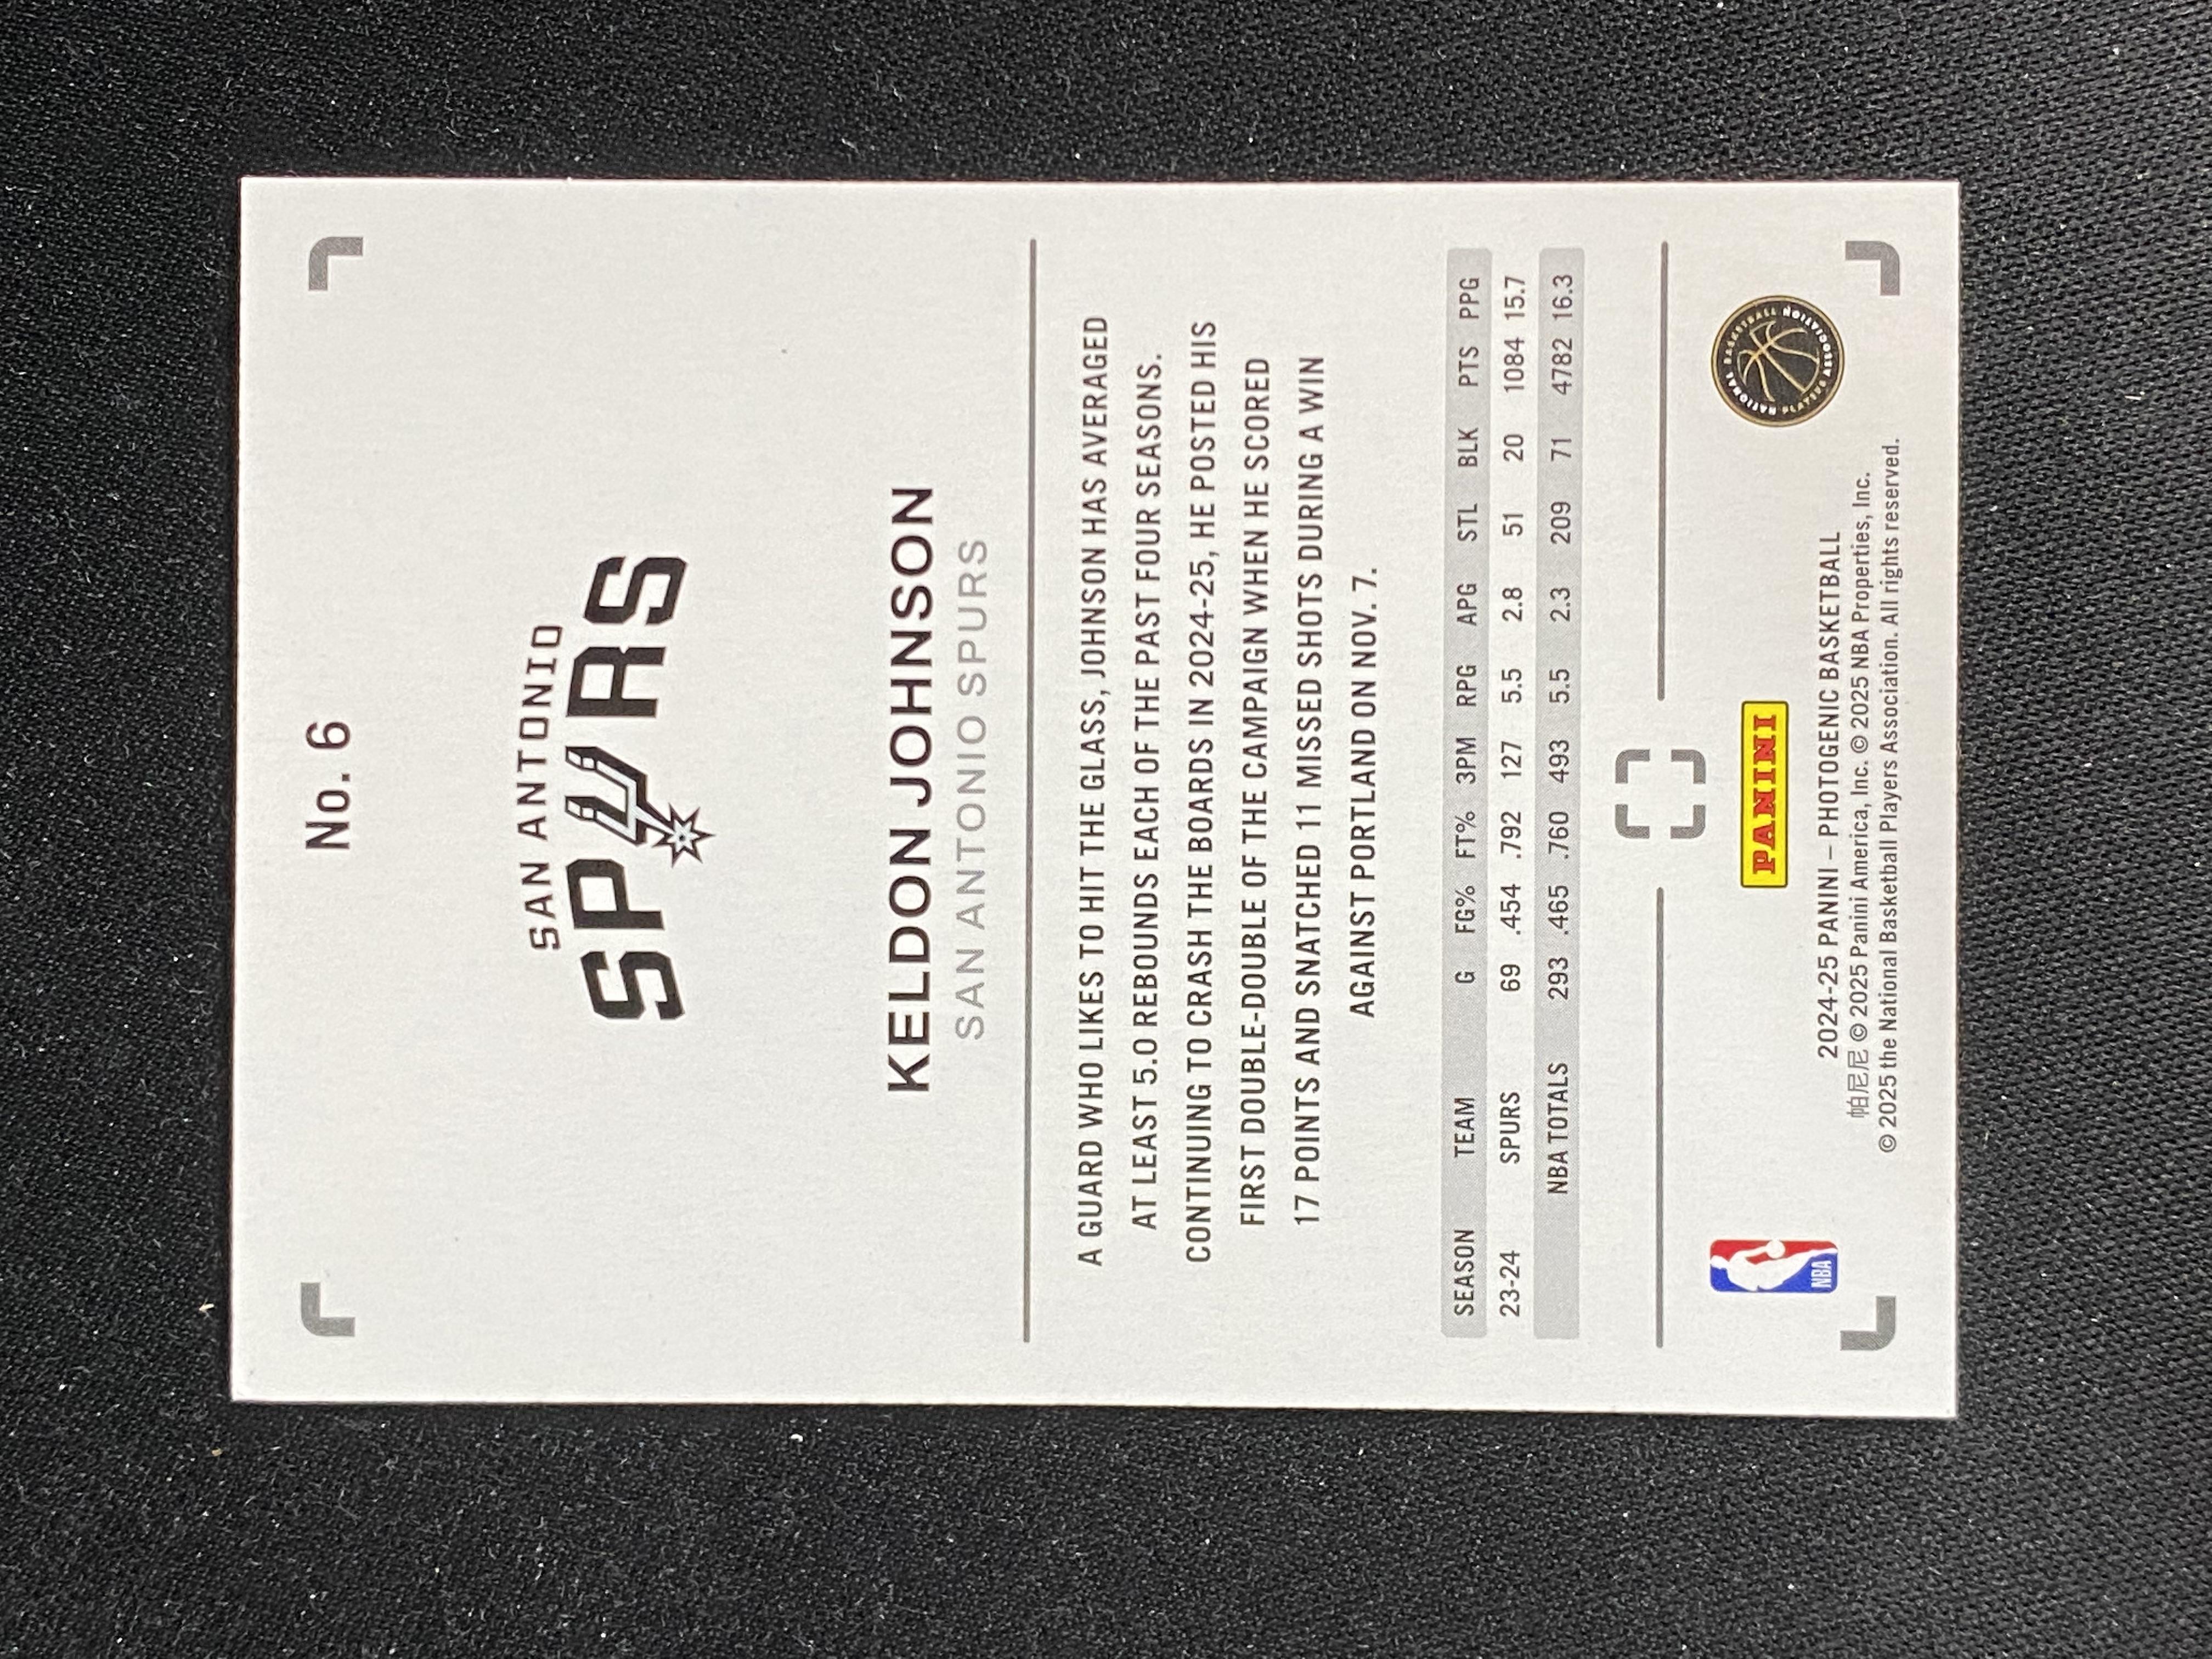 No. 6
SAN ANTONIO
SPURS
KELDON JOHNSON
SAN ANTONIO SPURS
A GUARD WHO LIKES TO HIT THE GLASS, JOHNSON HAS AVERAGED
AT LEAST 5.0 REBOUNDS EACH OF THE PAST FOUR SEASONS.
CONTINUING TO CRASH THE BOARDS IN 2024-25, HE POSTED HIS
FIRST DOUBLE-DOUBLE OF THE CAMPAIGN WHEN HE SCORED
17 POINTS AND SNATCHED 11 MISSED SHOTS DURING A WIN
AGAINST PORTLAND ON NOV. 7.
SEASON TEAM G FG% FT% 3PM RPG APG STL BLK PTS PPG
23-24 SPURS 69 .454 .792 127 5.5 2.8 51 20 1084 15.7
NBA TOTALS 293 .465 .760 493 5.5 2.3 209 71 4782 16.3
NBA
PANINI
NATIONAL BASKETBALL PLAYERS ASSOCIATION
2024-25 PANINI – PHOTOGENIC BASKETBALL
帕尼尼 © 2025 Panini America, Inc. © 2025 NBA Properties, Inc.
© 2025 the National Basketball Players Association. All rights reserved.